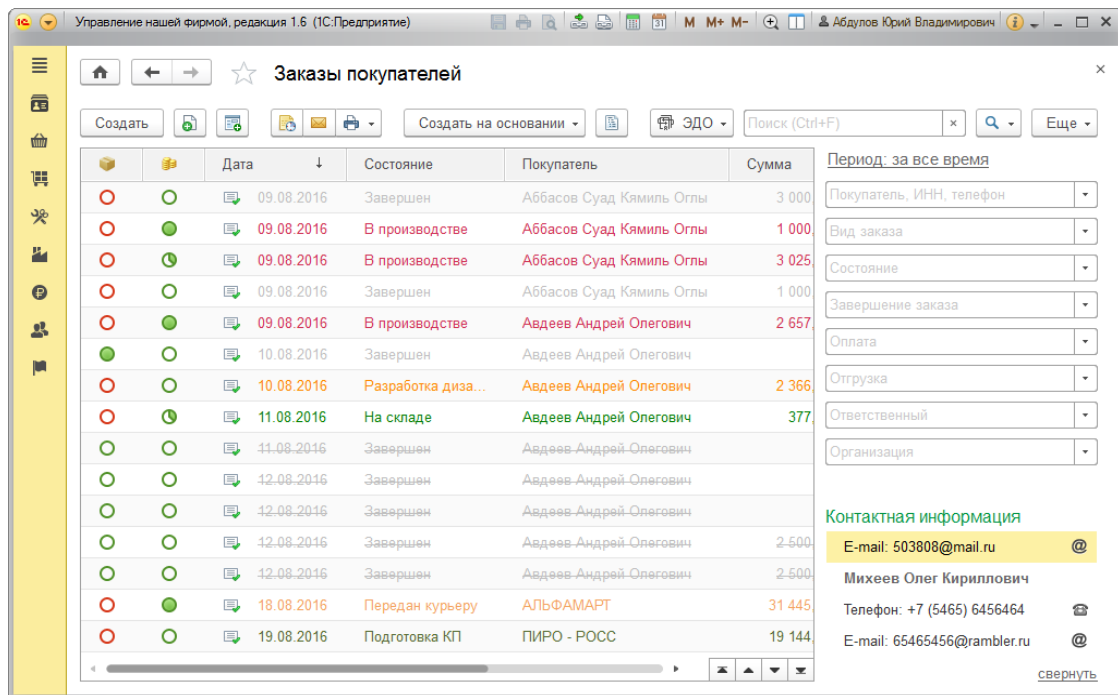 1С Управление нашей фирмой, редакция 1.6 (1С:Предприятие) 31 M M+ M- Абдулов Юрий Владимирович i
Заказы покупателей
Создать Создать на основании ЭДО Поиск (Ctrl+F) × Еще
Дата ↓ Состояние Покупатель Сумма
09.08.2016 Завершен Аббасов Суад Кямиль Оглы 3 000,
09.08.2016 В производстве Аббасов Суад Кямиль Оглы 1 000,
09.08.2016 В производстве Аббасов Суад Кямиль Оглы 3 025,
09.08.2016 Завершен Аббасов Суад Кямиль Оглы 1 000,
09.08.2016 В производстве Авдеев Андрей Олегович 2 657,
10.08.2016 Завершен Авдеев Андрей Олегович
10.08.2016 Разработка диза... Авдеев Андрей Олегович 2 366,
11.08.2016 На складе Авдеев Андрей Олегович 377,
11.08.2016 Завершен Авдеев Андрей Олегович
12.08.2016 Завершен Авдеев Андрей Олегович
12.08.2016 Завершен Авдеев Андрей Олегович
12.08.2016 Завершен Авдеев Андрей Олегович 2 500,
12.08.2016 Завершен Авдеев Андрей Олегович 2 500,
18.08.2016 Передан курьеру АЛЬФАМАРТ 31 445,
19.08.2016 Подготовка КП ПИРО - РОСС 19 144,
Период: за все время
Покупатель, ИНН, телефон
Вид заказа
Состояние
Завершение заказа
Оплата
Отгрузка
Ответственный
Организация
Контактная информация
E-mail: 503808@mail.ru @
Михеев Олег Кириллович
Телефон: +7 (5465) 6456464
E-mail: 65465456@rambler.ru @
свернуть